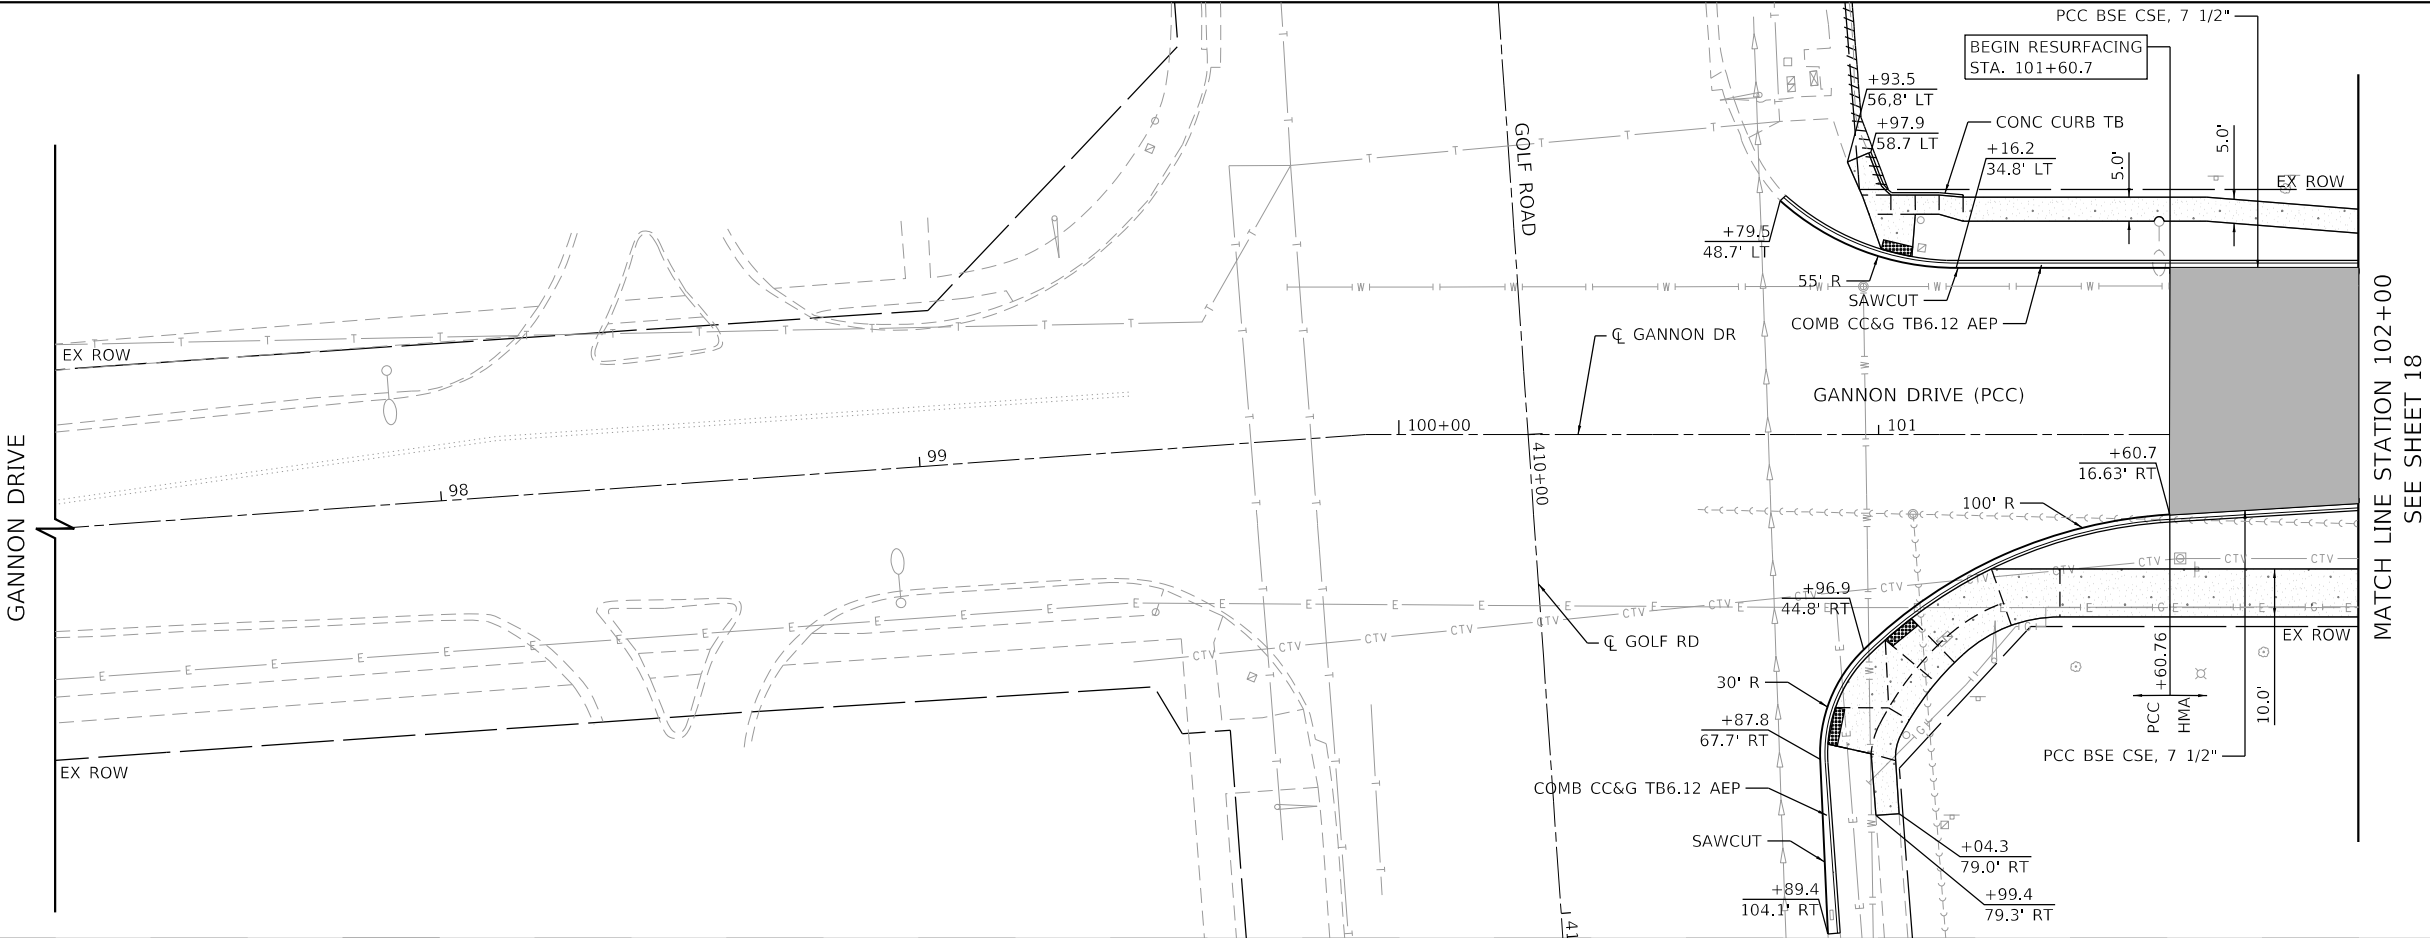 PCC BSE CSE, 7 1/2"
BEGIN RESURFACING
STA. 101+60.7
+93.5
56,8' LT
+97.9
58.7 LT
CONC CURB TB
+16.2
34.8' LT
5.0'
5.0'
EX ROW
GOLF ROAD
+79.5
48.7' LT
55' R
SAWCUT
COMB CC&G TB6.12 AEP
℄ GANNON DR
EX ROW
GANNON DRIVE (PCC)
100+00
101
99
98
410+00
+60.7
16.63' RT
100' R
MATCH LINE STATION 102+00
SEE SHEET 18
GANNON DRIVE
+96.9
44.8' RT
℄ GOLF RD
EX ROW
30' R
+87.8
67.7' RT
+60.76
PCC
HMA
10.0'
PCC BSE CSE, 7 1/2"
EX ROW
COMB CC&G TB6.12 AEP
SAWCUT
+04.3
79.0' RT
+89.4
104.1' RT
+99.4
79.3' RT